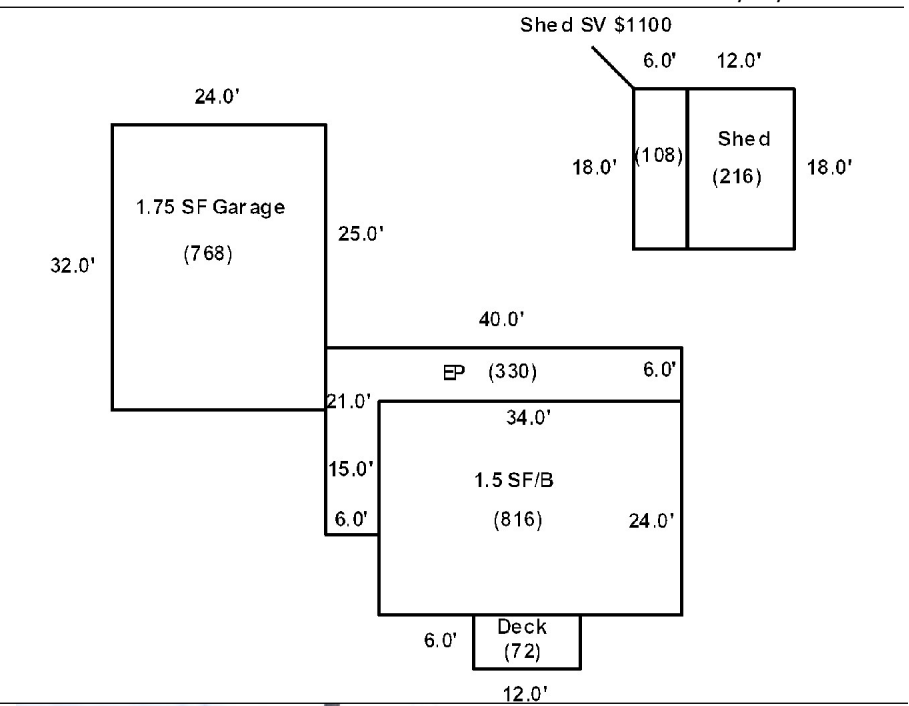 Shed SV $1100
6.0' 12.0'
24.0'
18.0' (108) Shed 18.0'
(216)
1.75 SF Garage
(768)
25.0'
32.0'
40.0'
EP (330) 6.0'
21.0'
34.0'
15.0'
1.5 SF/B
6.0' (816) 24.0'
Deck
6.0' (72)
12.0'